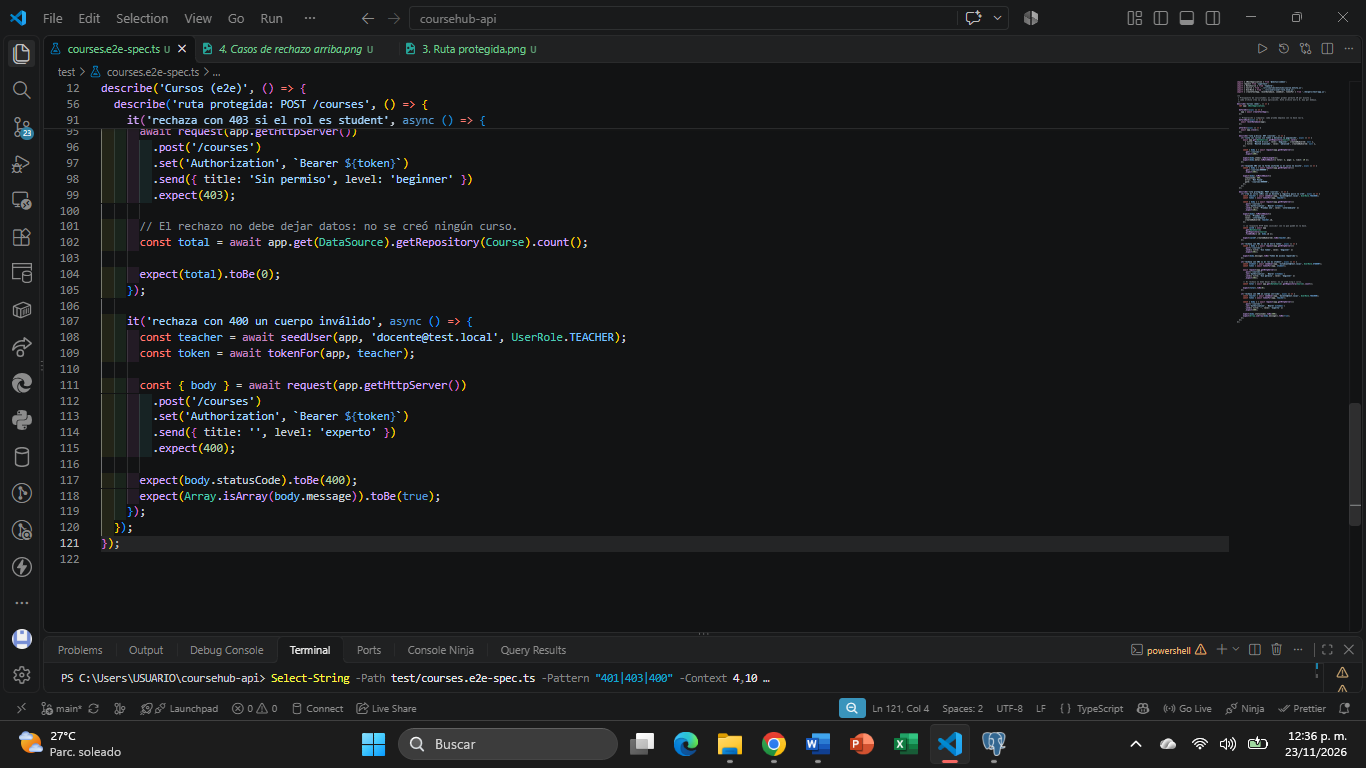 File Edit Selection View Go Run ···
coursehub-api
courses.e2e-spec.ts U
4. Casos de rechazo arriba.png U
3. Ruta protegida.png U
test > courses.e2e-spec.ts > ...
12 describe('Cursos (e2e)', () => {
56 describe('ruta protegida: POST /courses', () => {
91 it('rechaza con 403 si el rol es student', async () => {
95 await request(app.getHttpServer())
96 .post('/courses')
97 .set('Authorization', `Bearer ${token}`)
98 .send({ title: 'Sin permiso', level: 'beginner' })
99 .expect(403);
100
101 // El rechazo no debe dejar datos: no se creó ningún curso.
102 const total = await app.get(DataSource).getRepository(Course).count();
103
104 expect(total).toBe(0);
105 });
106
107 it('rechaza con 400 un cuerpo inválido', async () => {
108 const teacher = await seedUser(app, 'docente@test.local', UserRole.TEACHER);
109 const token = await tokenFor(app, teacher);
110
111 const { body } = await request(app.getHttpServer())
112 .post('/courses')
113 .set('Authorization', `Bearer ${token}`)
114 .send({ title: '', level: 'experto' })
115 .expect(400);
116
117 expect(body.statusCode).toBe(400);
118 expect(Array.isArray(body.message)).toBe(true);
119 });
120 });
121 });
122
23
Problems Output Debug Console Terminal Ports Console Ninja Query Results
powershell
PS C:\Users\USUARIO\coursehub-api> Select-String -Path test/courses.e2e-spec.ts -Pattern "401|403|400" -Context 4,10 …
main* Launchpad 0 0 Connect Live Share
Ln 121, Col 4 Spaces: 2 UTF-8 LF { } TypeScript Go Live Ninja Prettier
27°C
Parc. soleado
Buscar
12:36 p. m.
23/11/2026